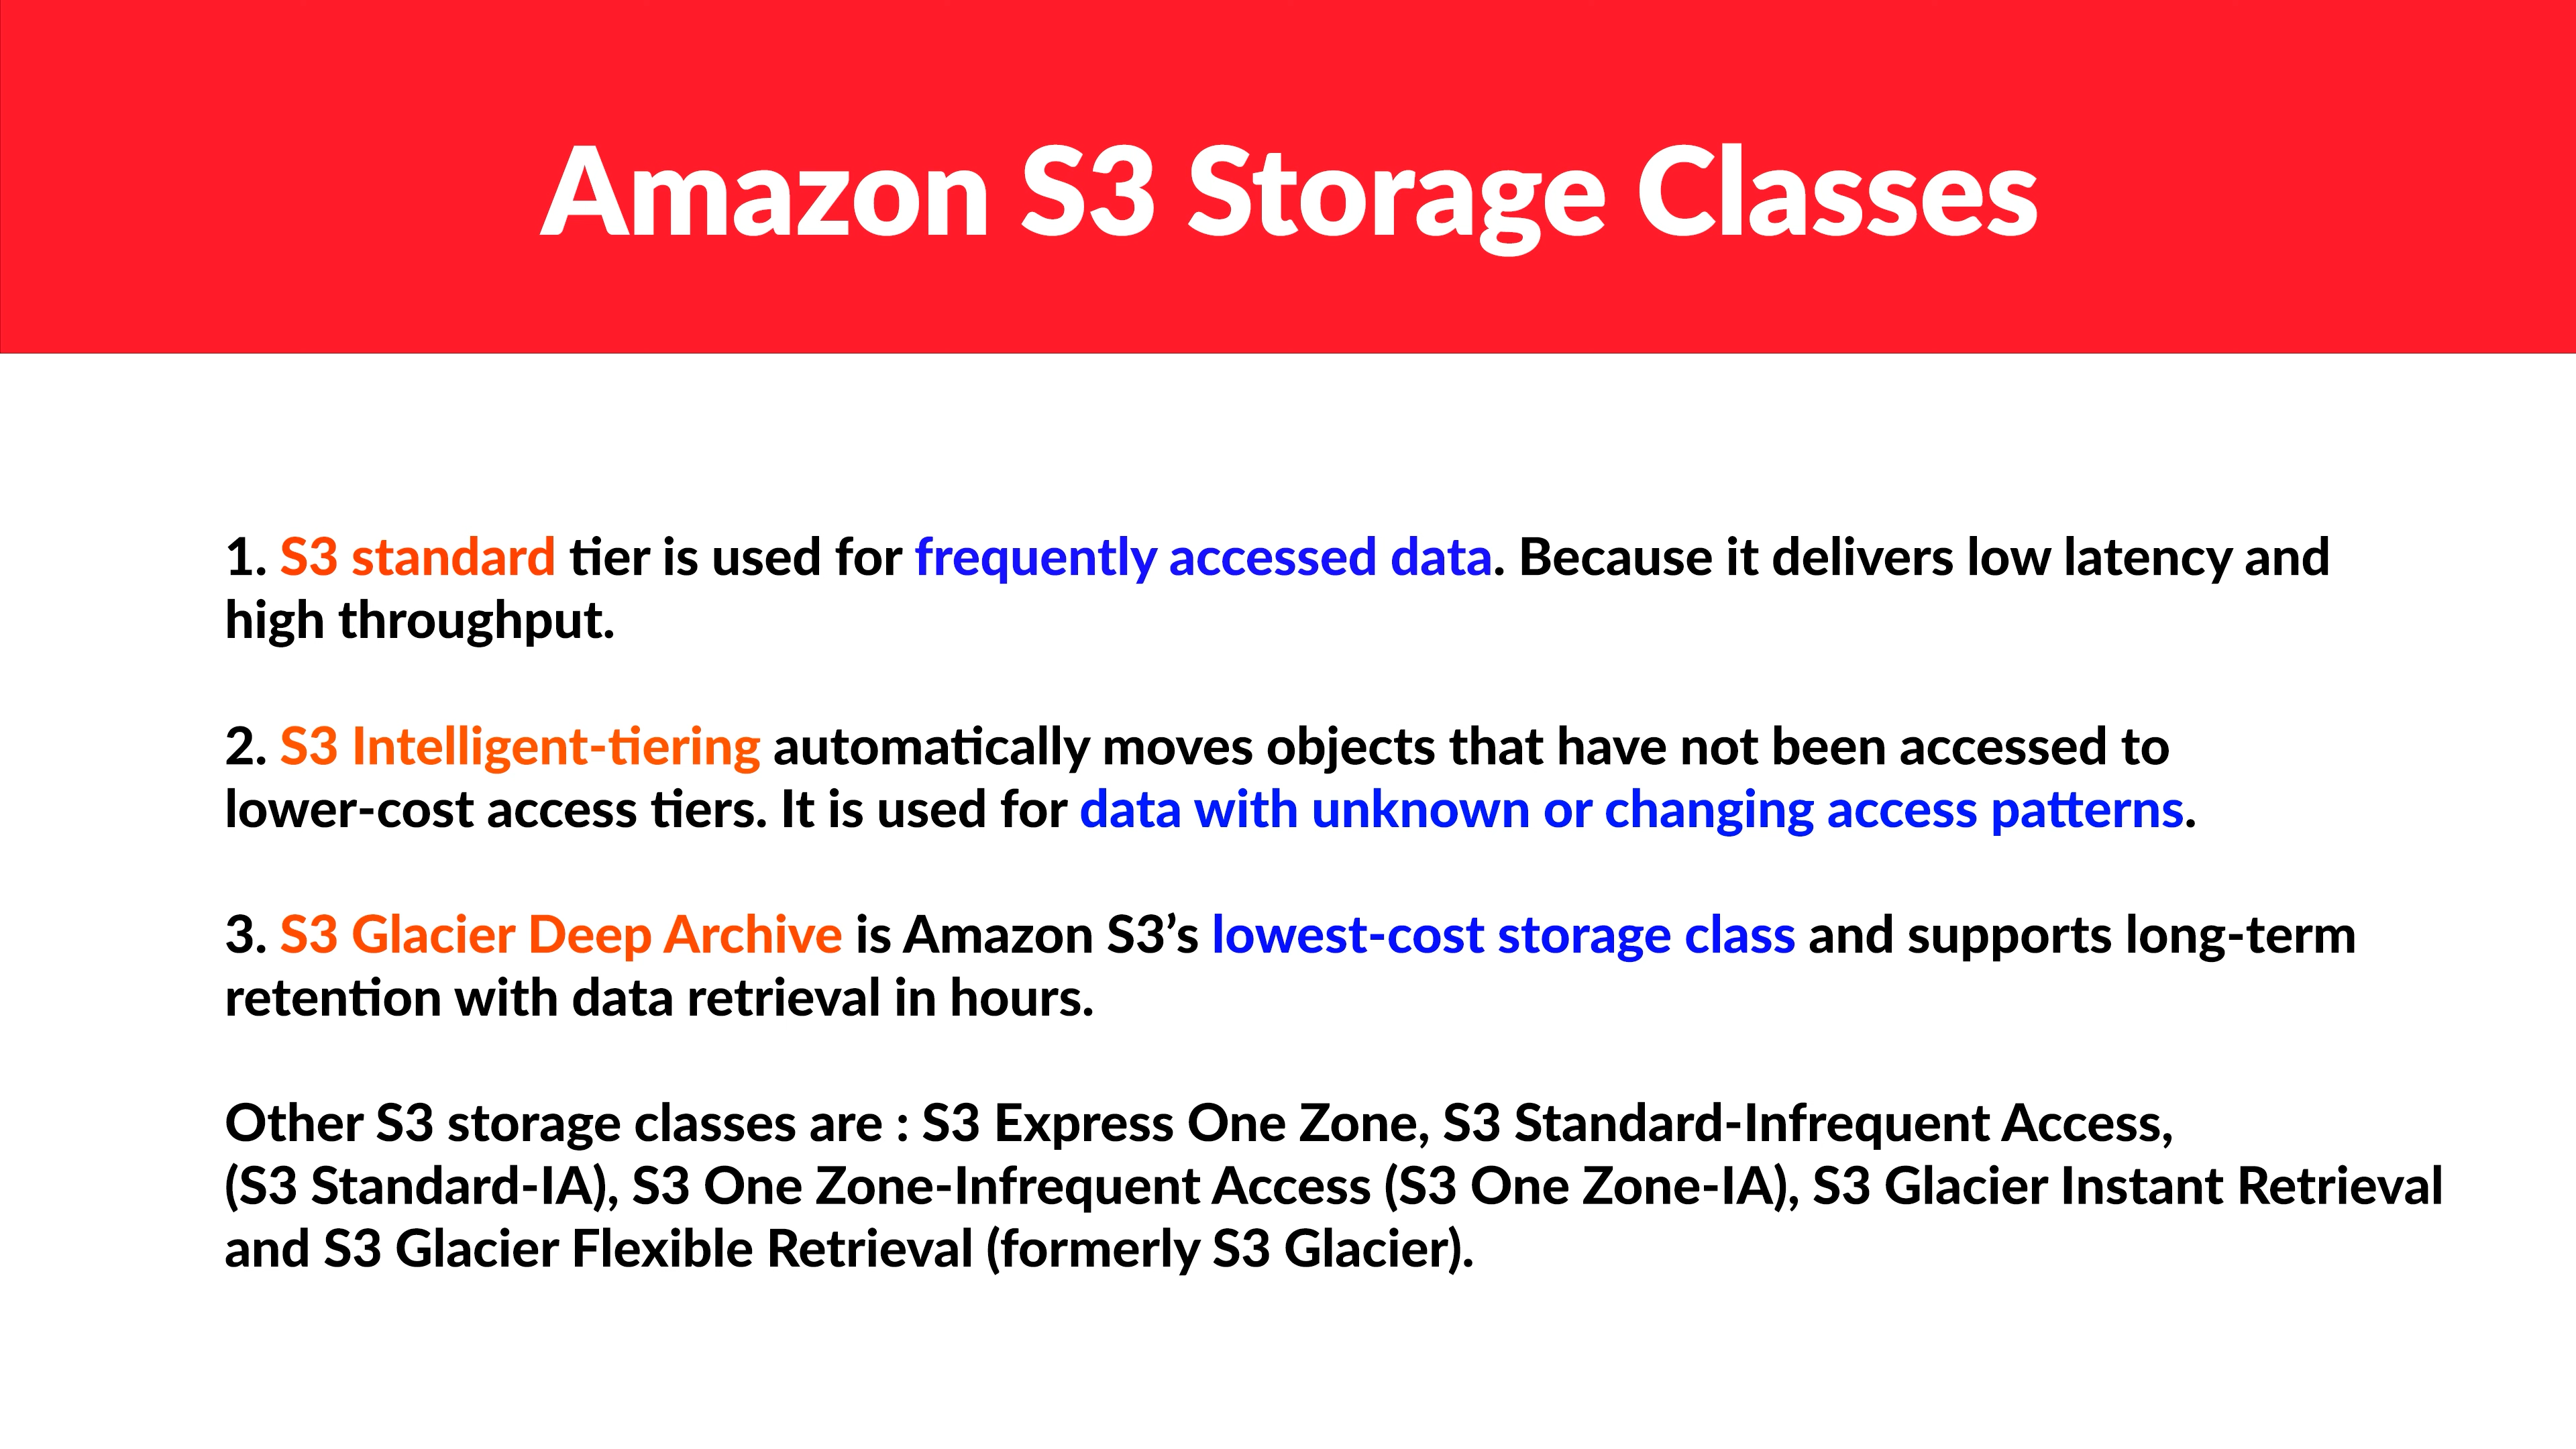 Amazon S3 Storage Classes
1. S3 standard tier is used for frequently accessed data. Because it delivers low latency and
high throughput.
2. S3 Intelligent-tiering automatically moves objects that have not been accessed to
lower-cost access tiers. It is used for data with unknown or changing access patterns.
3. S3 Glacier Deep Archive is Amazon S3’s lowest-cost storage class and supports long-term
retention with data retrieval in hours.
Other S3 storage classes are : S3 Express One Zone, S3 Standard-Infrequent Access,
(S3 Standard-IA), S3 One Zone-Infrequent Access (S3 One Zone-IA), S3 Glacier Instant Retrieval
and S3 Glacier Flexible Retrieval (formerly S3 Glacier).